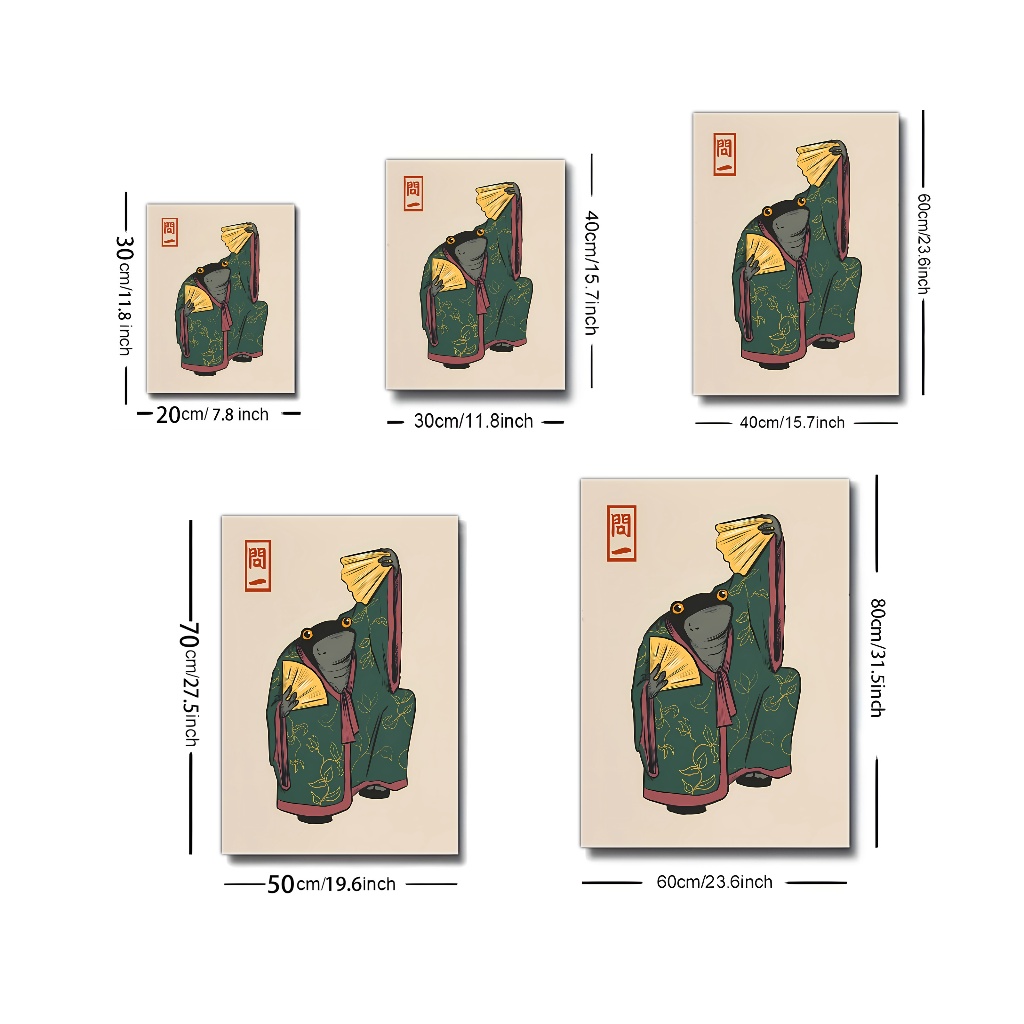 問一
30cm/11.8 inch
20cm/ 7.8 inch
問一
40cm/15.7inch
30cm/11.8inch
問一
60cm/23.6inch
40cm/15.7inch
問一
70cm/27.5inch
50cm/19.6inch
問一
80cm/31.5inch
60cm/23.6inch